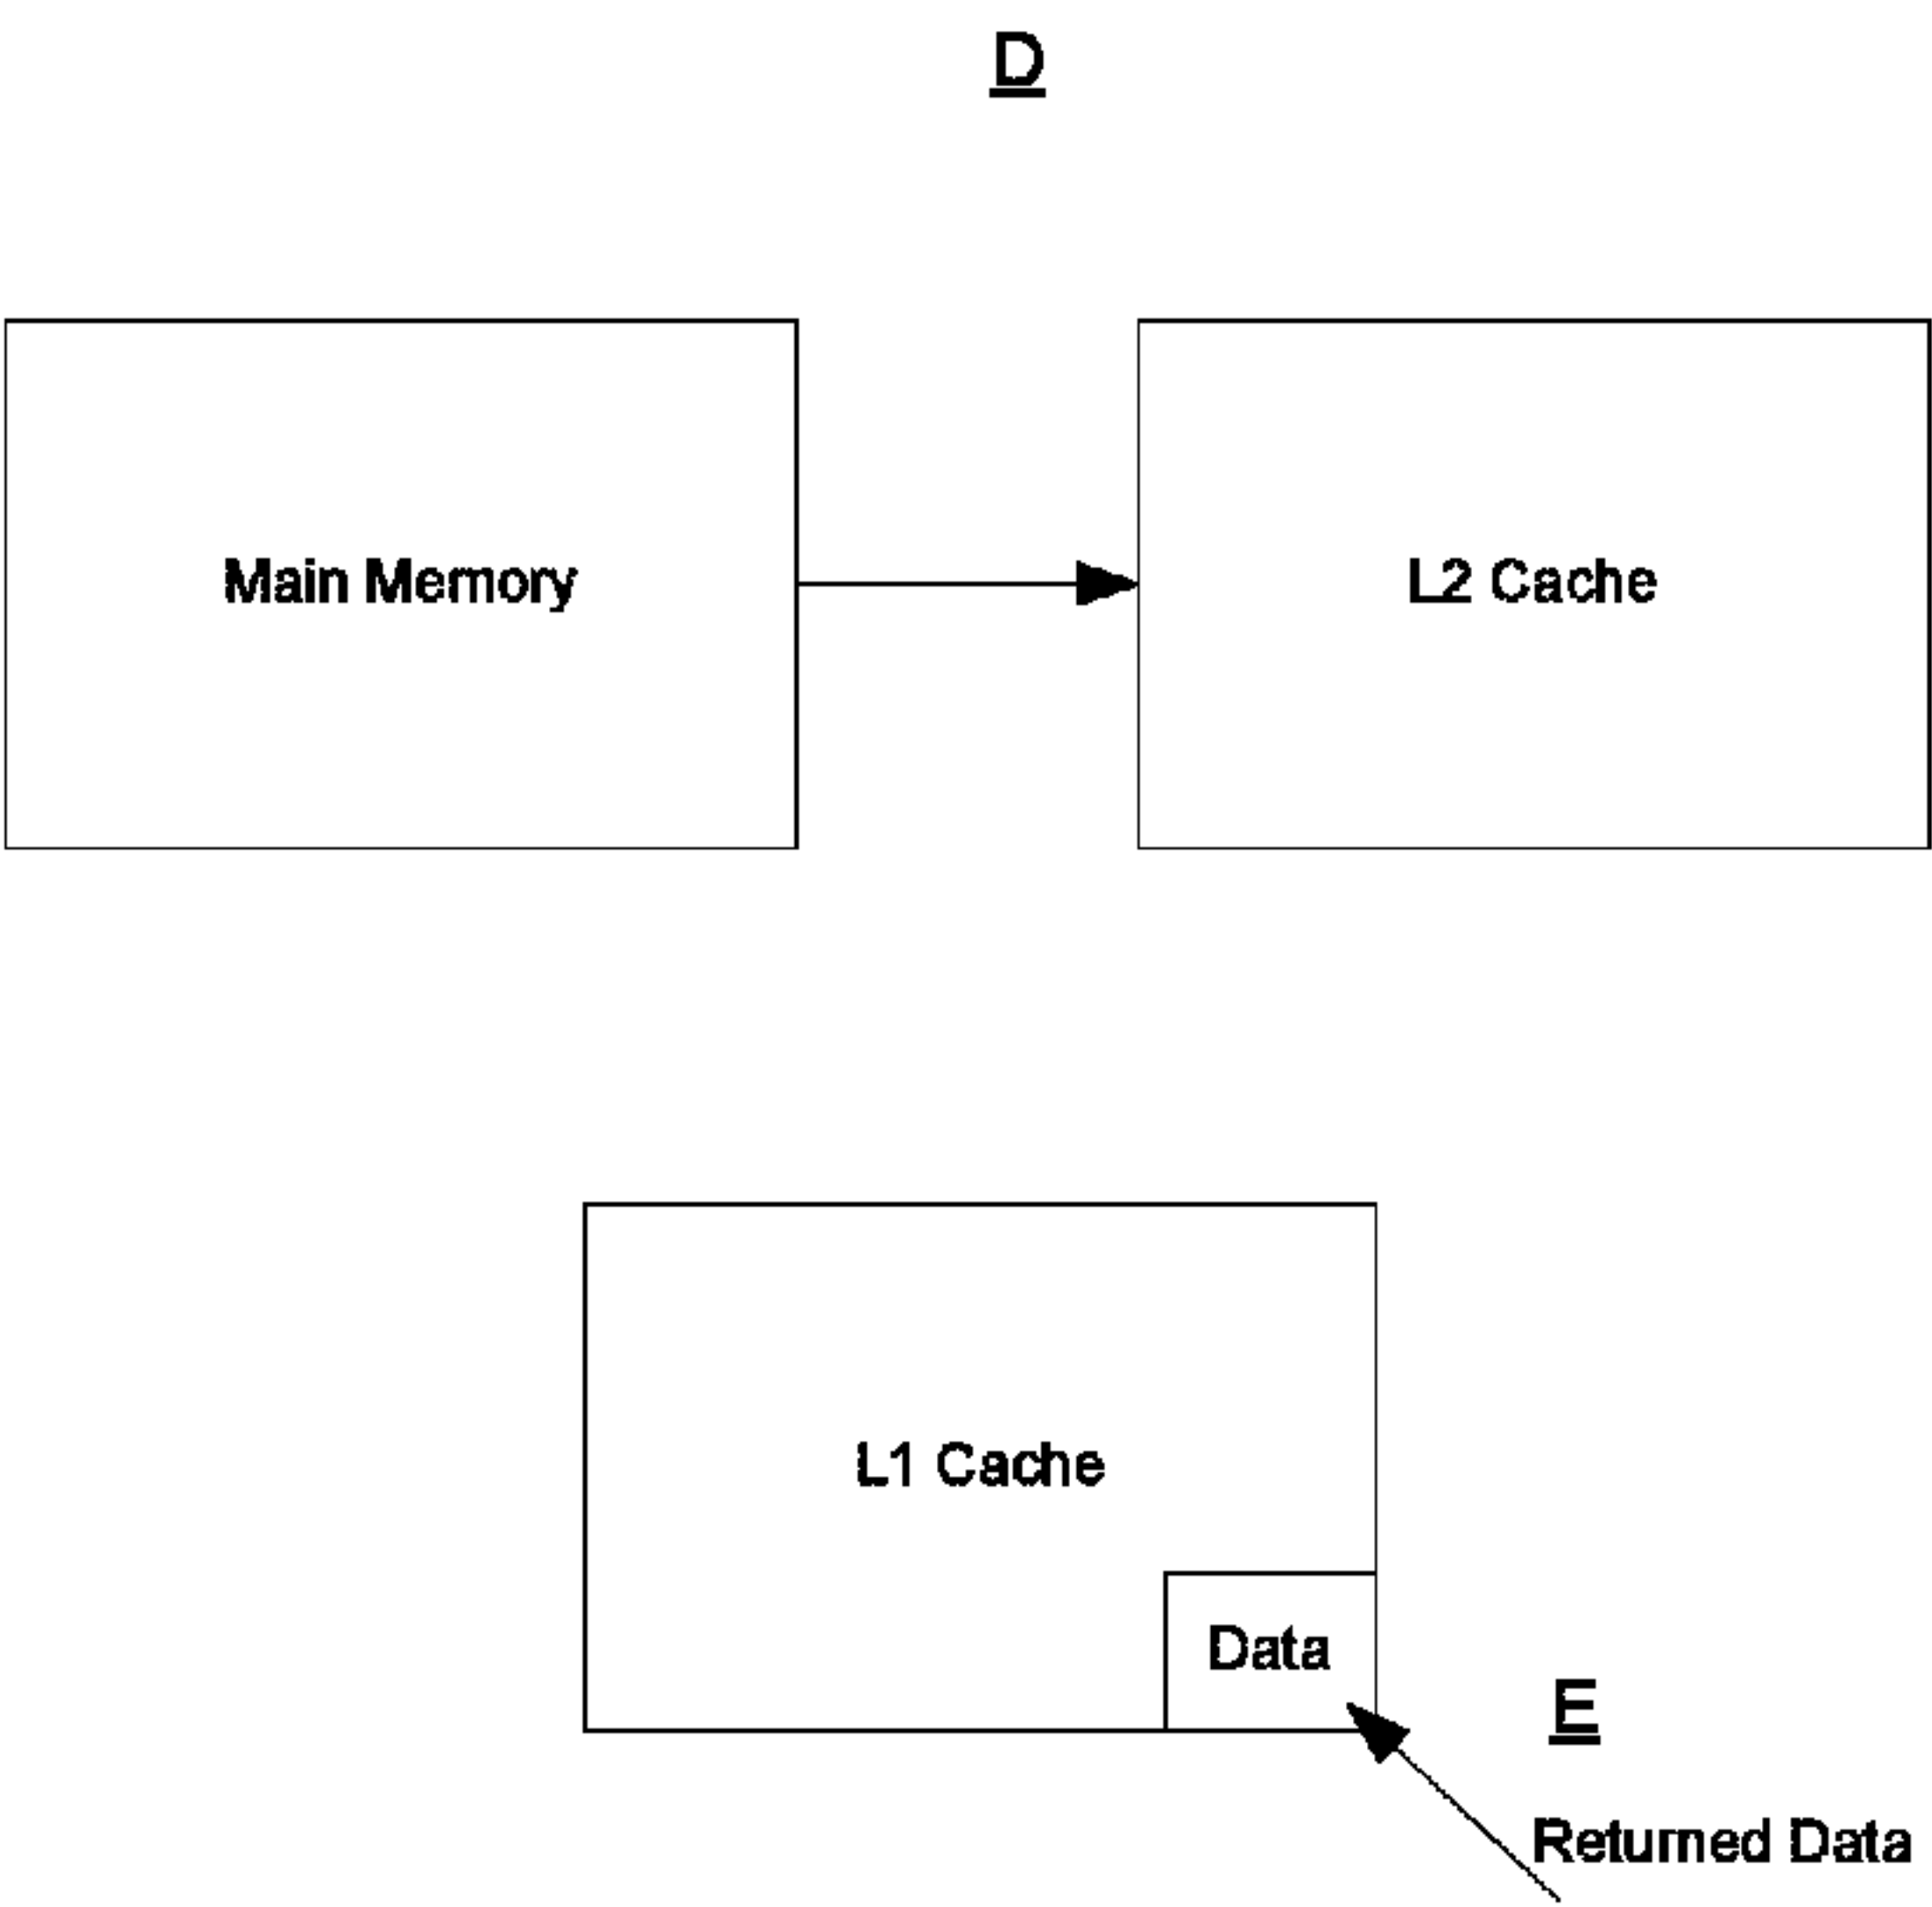 D
Main Memory
L2 Cache
L1 Cache
Data
E
Returned Data